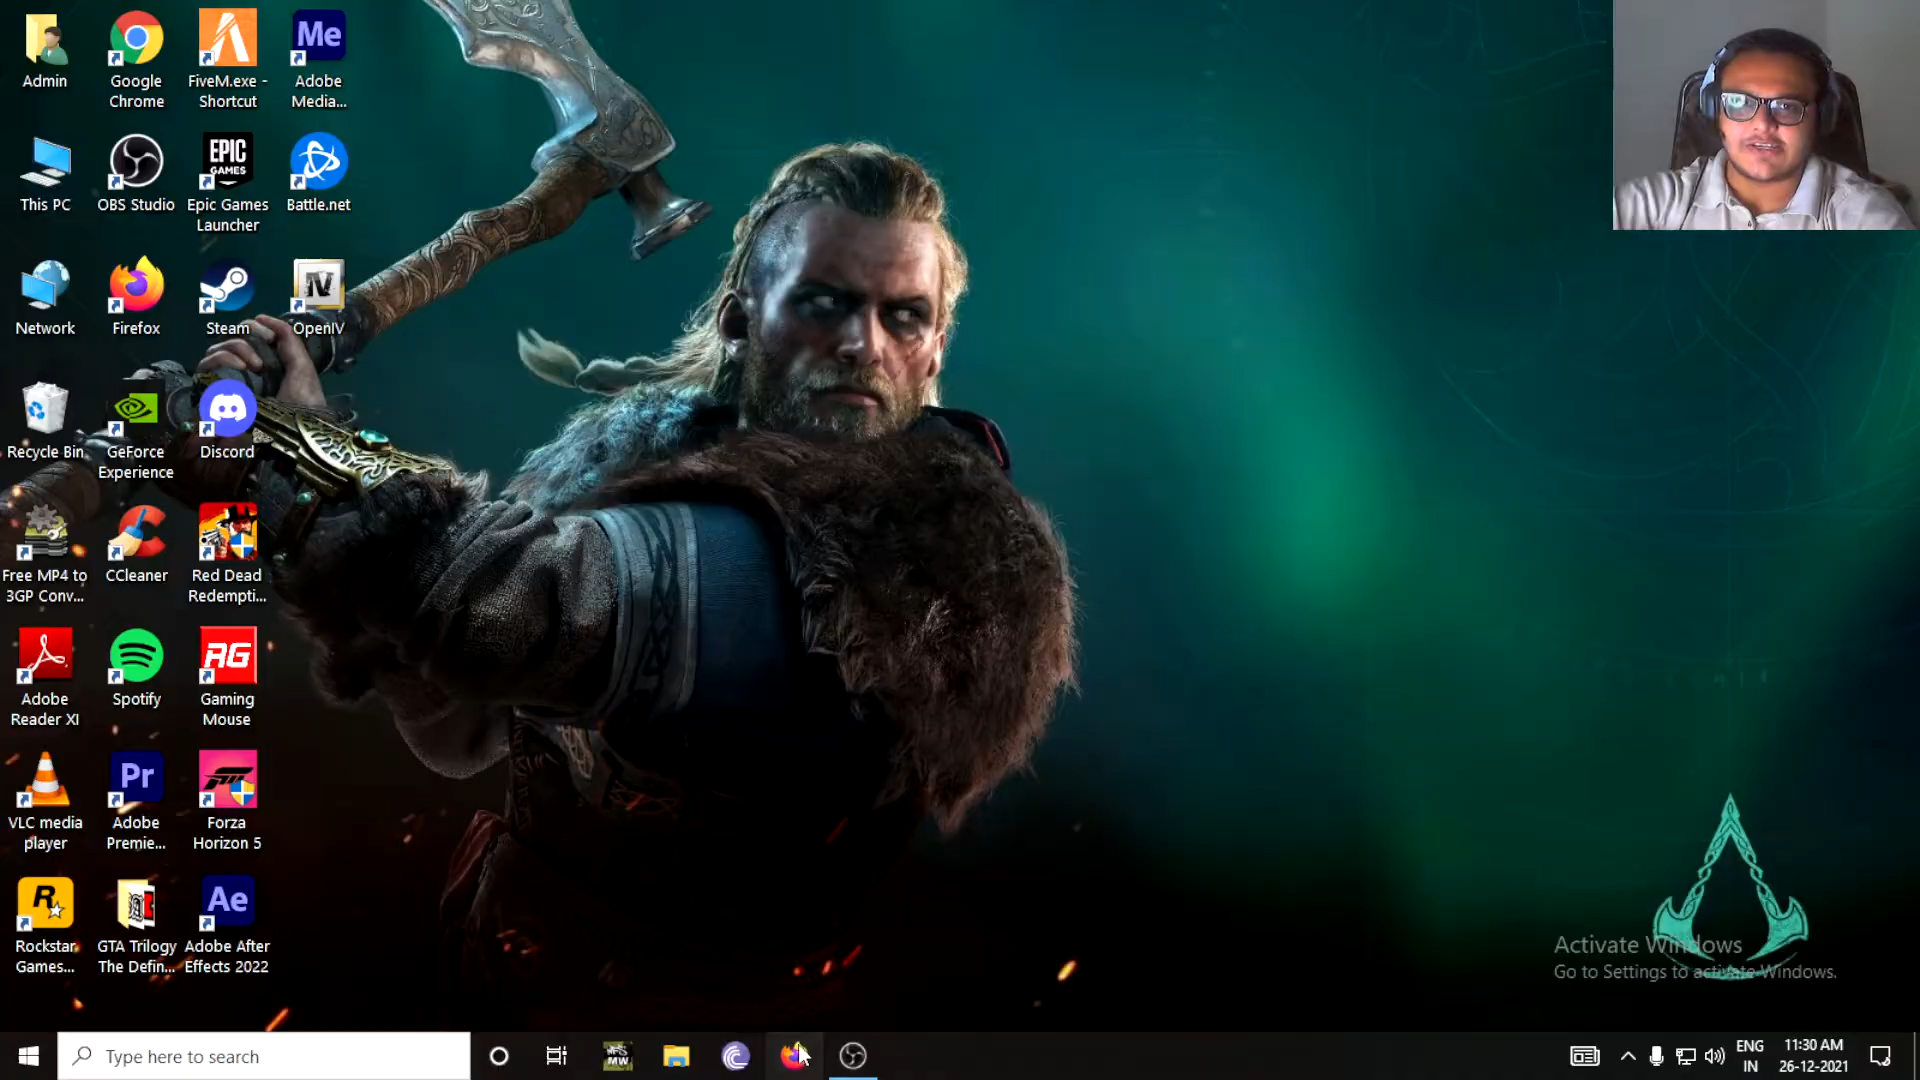 Admin
Google
Chrome
FiveM.exe -
Shortcut
Me
Adobe
Media...
This PC
OBS Studio
EPIC
GAMES
Epic Games
Launcher
Battle.net
Network
Firefox
Steam
IV
OpenIV
Recycle Bin
GeForce
Experience
Discord
Free MP4 to
3GP Conv...
CCleaner
Red Dead
Redempti...
Adobe
Reader XI
Spotify
RG
Gaming
Mouse
VLC media
player
Pr
Adobe
Premie...
Forza
Horizon 5
R
Rockstar
Games...
GTA Trilogy
The Defin...
Ae
Adobe After
Effects 2022
Activate Windows
Go to Settings to activate Windows.
Type here to search
NFS
MW
ENG
IN
11:30 AM
26-12-2021